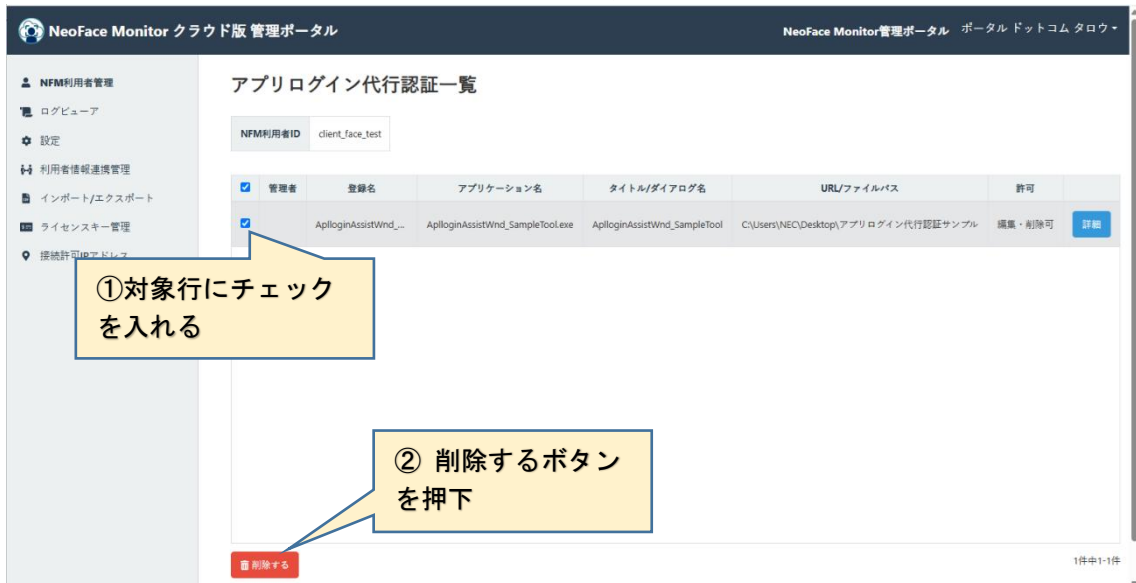 NeoFace Monitor クラウド版 管理ポータル
NeoFace Monitor管理ポータル ポータル ドットコム タロウ
NFM利用者管理
ログビューア
設定
利用者情報連携管理
インポート/エクスポート
ライセンスキー管理
接続許可IPアドレス
アプリログイン代行認証一覧
NFM利用者ID client_face_test
管理者 登録名 アプリケーション名 タイトル/ダイアログ名 URL/ファイルパス 許可
AplloginAssistWnd_... AplloginAssistWnd_SampleTool.exe AplloginAssistWnd_SampleTool C:\Users\NEC\Desktop\アプリログイン代行認証サンプル 編集・削除可 詳細
①対象行にチェック
を入れる
② 削除するボタン
を押下
削除する
1件中1-1件